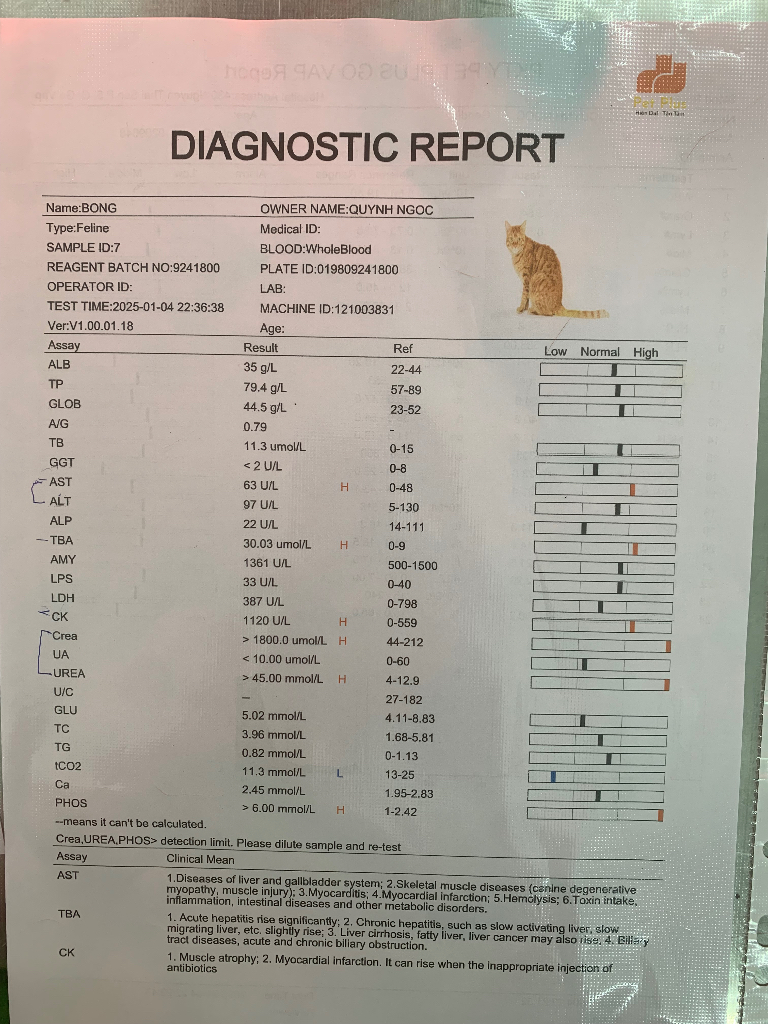 Pet Plus
DIAGNOSTIC REPORT
Name:BONG OWNER NAME:QUYNH NGOC
Type:Feline Medical ID:
SAMPLE ID:7 BLOOD:WholeBlood
REAGENT BATCH NO:9241800 PLATE ID:019809241800
OPERATOR ID: LAB:
TEST TIME:2025-01-04 22:36:38 MACHINE ID:121003831
Ver:V1.00.01.18 Age:
Assay Result Ref Low Normal High
ALB 35 g/L 22-44
TP 79.4 g/L 57-89
GLOB 44.5 g/L 23-52
A/G 0.79 -
TB 11.3 umol/L 0-15
GGT < 2 U/L 0-8
AST 63 U/L H 0-48
ALT 97 U/L 5-130
ALP 22 U/L 14-111
TBA 30.03 umol/L H 0-9
AMY 1361 U/L 500-1500
LPS 33 U/L 0-40
LDH 387 U/L 0-798
CK 1120 U/L H 0-559
Crea > 1800.0 umol/L H 44-212
UA < 10.00 umol/L 0-60
UREA > 45.00 mmol/L H 4-12.9
U/C -- 27-182
GLU 5.02 mmol/L 4.11-8.83
TC 3.96 mmol/L 1.68-5.81
TG 0.82 mmol/L 0-1.13
tCO2 11.3 mmol/L L 13-25
Ca 2.45 mmol/L 1.95-2.83
PHOS > 6.00 mmol/L H 1-2.42
--means it can't be calculated.
Crea,UREA,PHOS> detection limit. Please dilute sample and re-test
Assay Clinical Mean
AST 1.Diseases of liver and gallbladder system; 2.Skeletal muscle diseases (canine degenerative
myopathy, muscle injury); 3.Myocarditis; 4.Myocardial infarction; 5.Hemolysis; 6.Toxin intake,
inflammation, intestinal diseases and other metabolic disorders.
TBA 1. Acute hepatitis rise significantly; 2. Chronic hepatitis, such as slow activating liver, slow
migrating liver, etc. slightly rise; 3. Liver cirrhosis, fatty liver, liver cancer may also rise; 4. Biliary
tract diseases, acute and chronic biliary obstruction.
CK 1. Muscle atrophy; 2. Myocardial infarction. It can rise when the inappropriate injection of
antibiotics